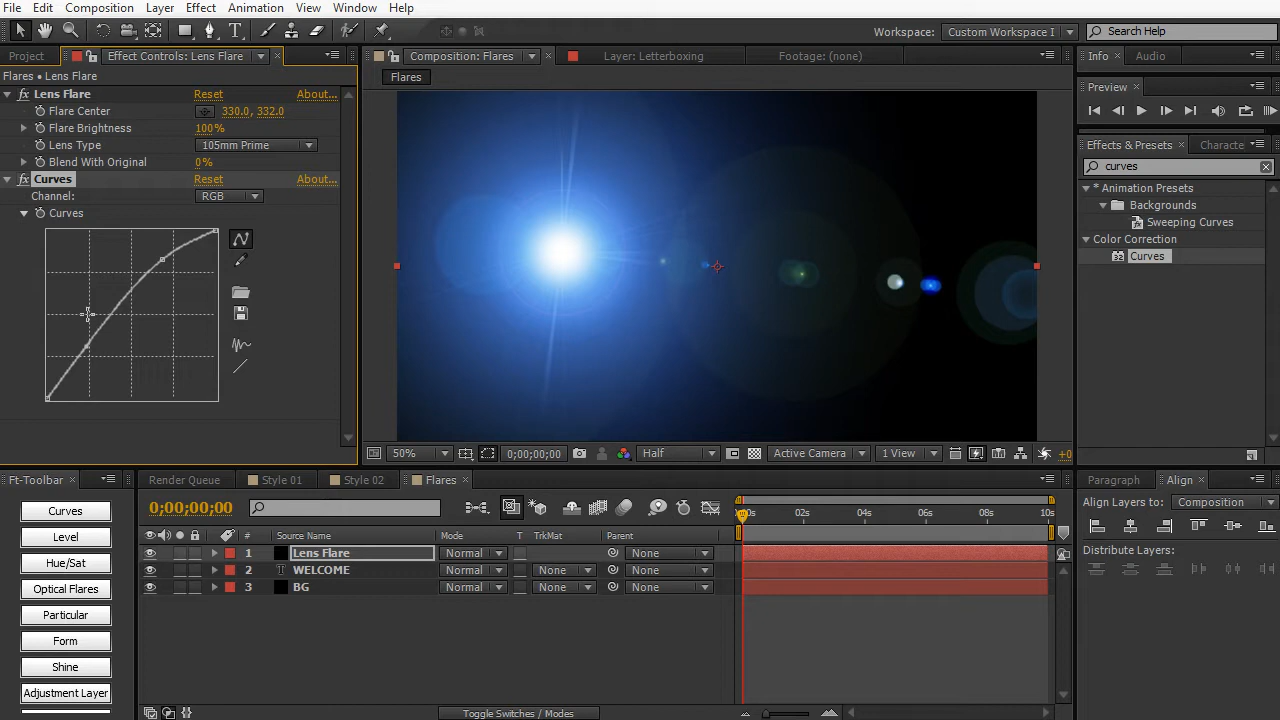 File Edit Composition Layer Effect Animation View Window Help
Workspace: Custom Workspace I
Search Help
Project
Effect Controls: Lens Flare
Composition: Flares
Layer: Letterboxing
Footage: (none)
Info
Audio
Flares • Lens Flare
Flares
Preview
Lens Flare Reset About...
Flare Center 330.0, 332.0
Flare Brightness 100%
Lens Type 105mm Prime
Blend With Original 0%
Curves Reset About...
Channel: RGB
Curves
Effects & Presets
Characte
curves
* Animation Presets
Backgrounds
Sweeping Curves
Color Correction
32 Curves
50%
0;00;00;00
Half
Active Camera
1 View
+0
Ft-Toolbar
Curves
Level
Hue/Sat
Optical Flares
Particular
Form
Shine
Adjustment Layer
Render Queue
Style 01
Style 02
Flares
0;00;00;00
0s 02s 04s 06s 08s 10s
# Source Name Mode T TrkMat Parent
1 Lens Flare Normal None
2 T WELCOME Normal None None
3 BG Normal None None
Toggle Switches / Modes
Paragraph
Align
Align Layers to: Composition
Distribute Layers: